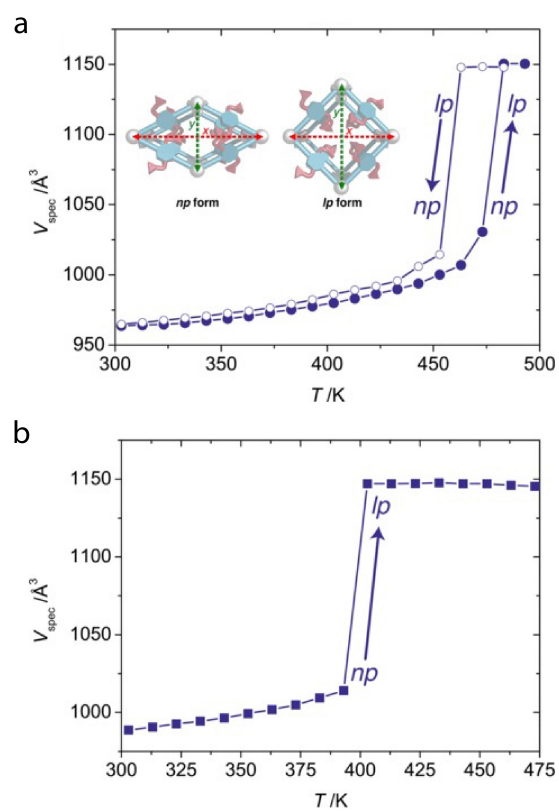 a
1150
1100
1050
1000
950
V_spec /Å³
y
x
np form
y
x
lp form
lp
np
lp
np
300
350
400
450
500
T /K
b
1150
1100
1050
1000
V_spec /Å³
lp
np
300
325
350
375
400
425
450
475
T /K